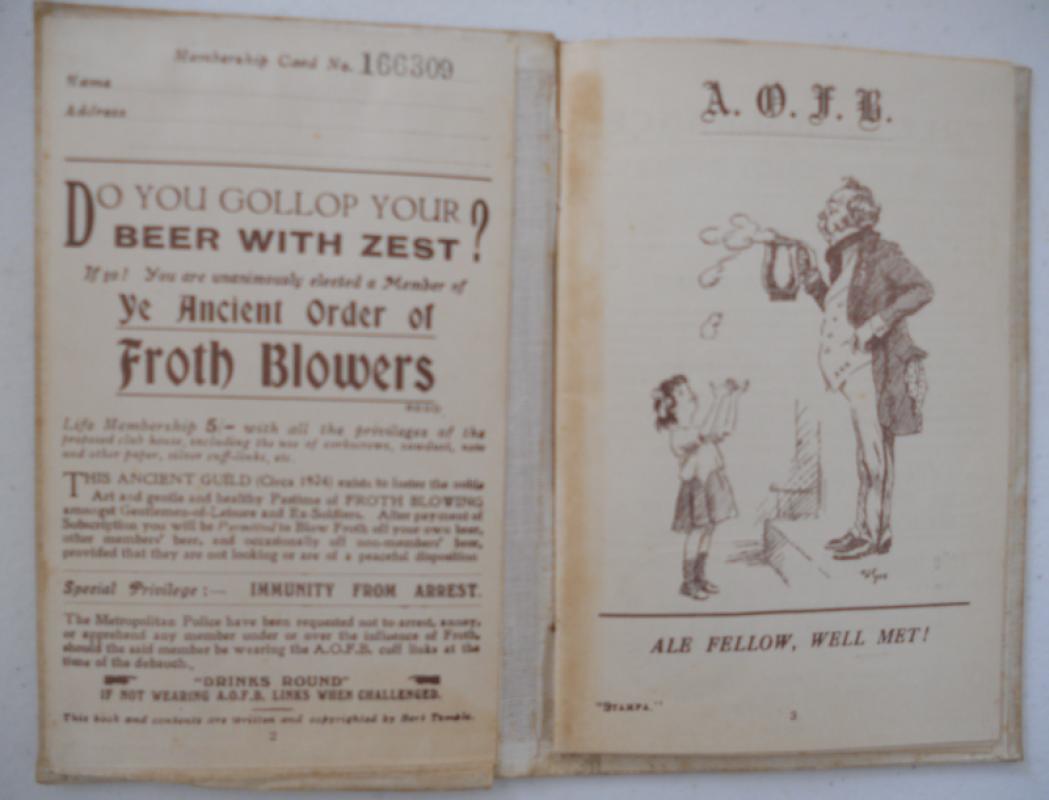 Membership Card No. 166309
Name
Address
DO YOU GOLLOP YOUR
BEER WITH ZEST?
If so! You are unanimously elected a Member of
Ye Ancient Order of
Froth Blowers
Life Membership 5/- with all the privileges of the
proposed club house, including the use of corkscrews, sawdust, note
and other paper, silver cuff-links, etc.
THIS ANCIENT GUILD (Circa 1924) exists to foster the noble
Art and gentle and healthy Pastime of FROTH BLOWING
amongst Gentlemen-of-Leisure and Ex-Soldiers. After payment of
Subscription you will be Permitted to Blow Froth off your own beer,
other members' beer, and occasionally off non-members' beer,
provided that they are not looking or are of a peaceful disposition
Special Privilege:— IMMUNITY FROM ARREST.
The Metropolitan Police have been requested not to arrest, annoy,
or apprehend any member under or over the influence of Froth,
should the said member be wearing the A.O.F.B. cuff links at the
time of the debauch.
"DRINKS ROUND"
IF NOT WEARING A.O.F.B. LINKS WHEN CHALLENGED.
This book and contents are written and copyrighted by Bert Temple.
2
A. O. F. B.
ALE FELLOW, WELL MET!
"STAMPA."
3